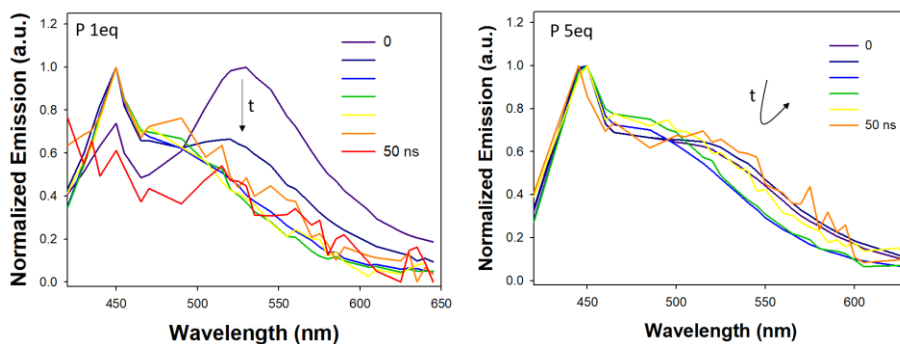 P 1eq
0
t
50 ns
Normalized Emission (a.u.)
1.2
1.0
0.8
0.6
0.4
0.2
0.0
450 500 550 600 650
Wavelength (nm)
P 5eq
0
t
50 ns
Normalized Emission (a.u.)
1.2
1.0
0.8
0.6
0.4
0.2
0.0
450 500 550 600
Wavelength (nm)